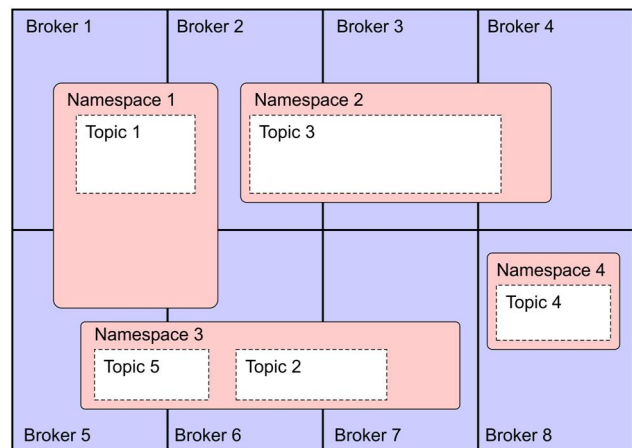 Broker 1
Broker 2
Broker 3
Broker 4
Namespace 1
Topic 1
Namespace 2
Topic 3
Namespace 4
Topic 4
Namespace 3
Topic 5
Topic 2
Broker 5
Broker 6
Broker 7
Broker 8